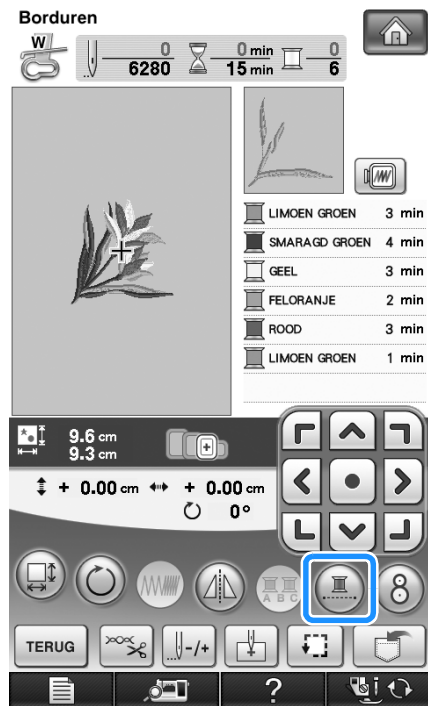 Borduren
W
0 0 min 0
6280 15 min 6
LIMOEN GROEN 3 min
SMARAGD GROEN 4 min
GEEL 3 min
FELORANJE 2 min
ROOD 3 min
LIMOEN GROEN 1 min
9.6 cm
9.3 cm
+ 0.00 cm + 0.00 cm
0°
A B C
8
TERUG
-/+
?